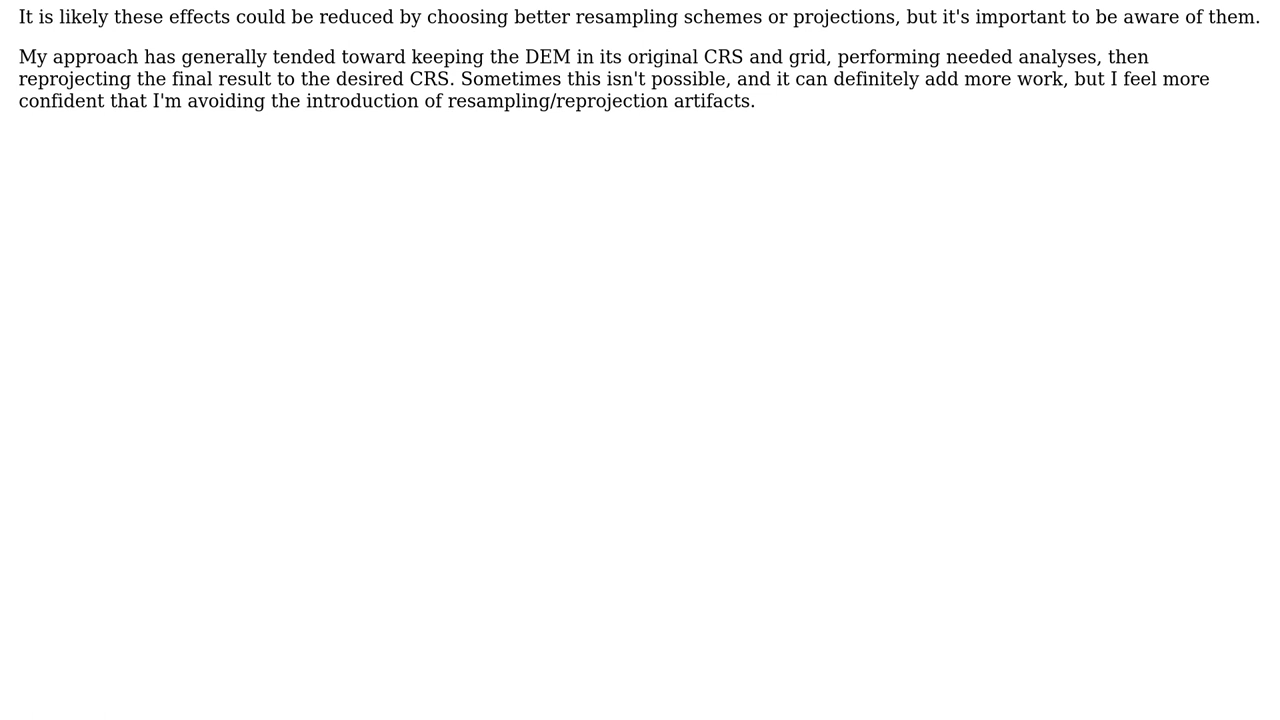 It is likely these effects could be reduced by choosing better resampling schemes or projections, but it's important to be aware of them.
My approach has generally tended toward keeping the DEM in its original CRS and grid, performing needed analyses, then
reprojecting the final result to the desired CRS. Sometimes this isn't possible, and it can definitely add more work, but I feel more
confident that I'm avoiding the introduction of resampling/reprojection artifacts.